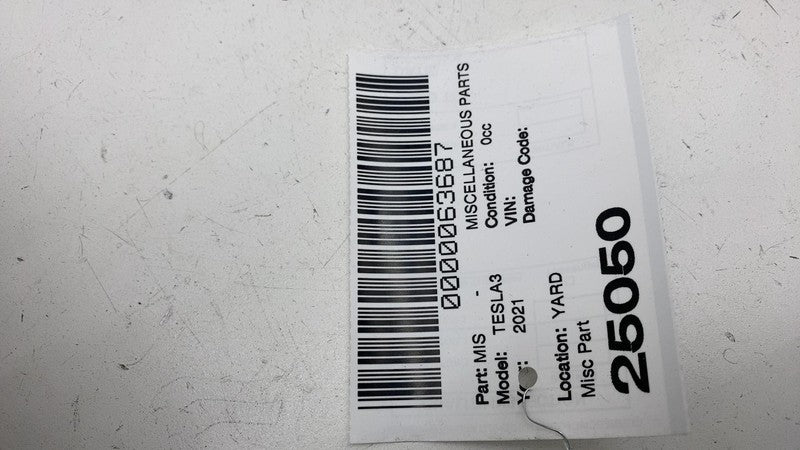 0000063687
Part: MIS - MISCELLANEOUS PARTS
Model: TESLA3 Condition: 0cc
2021 VIN:
Damage Code:
Location: YARD
Misc Part
25050